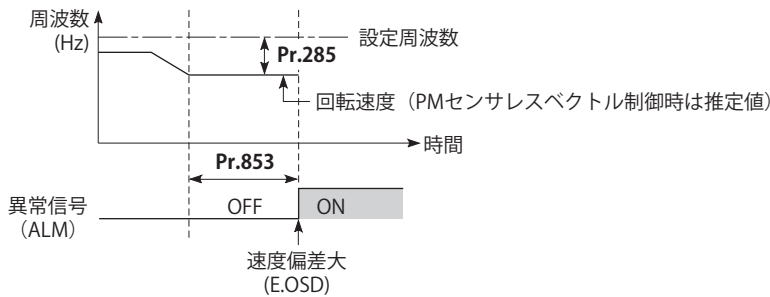 周波数
(Hz)
設定周波数
Pr.285
回転速度（PMセンサレスベクトル制御時は推定値）
時間
Pr.853
異常信号
（ALM）
OFF
ON
速度偏差大
(E.OSD)